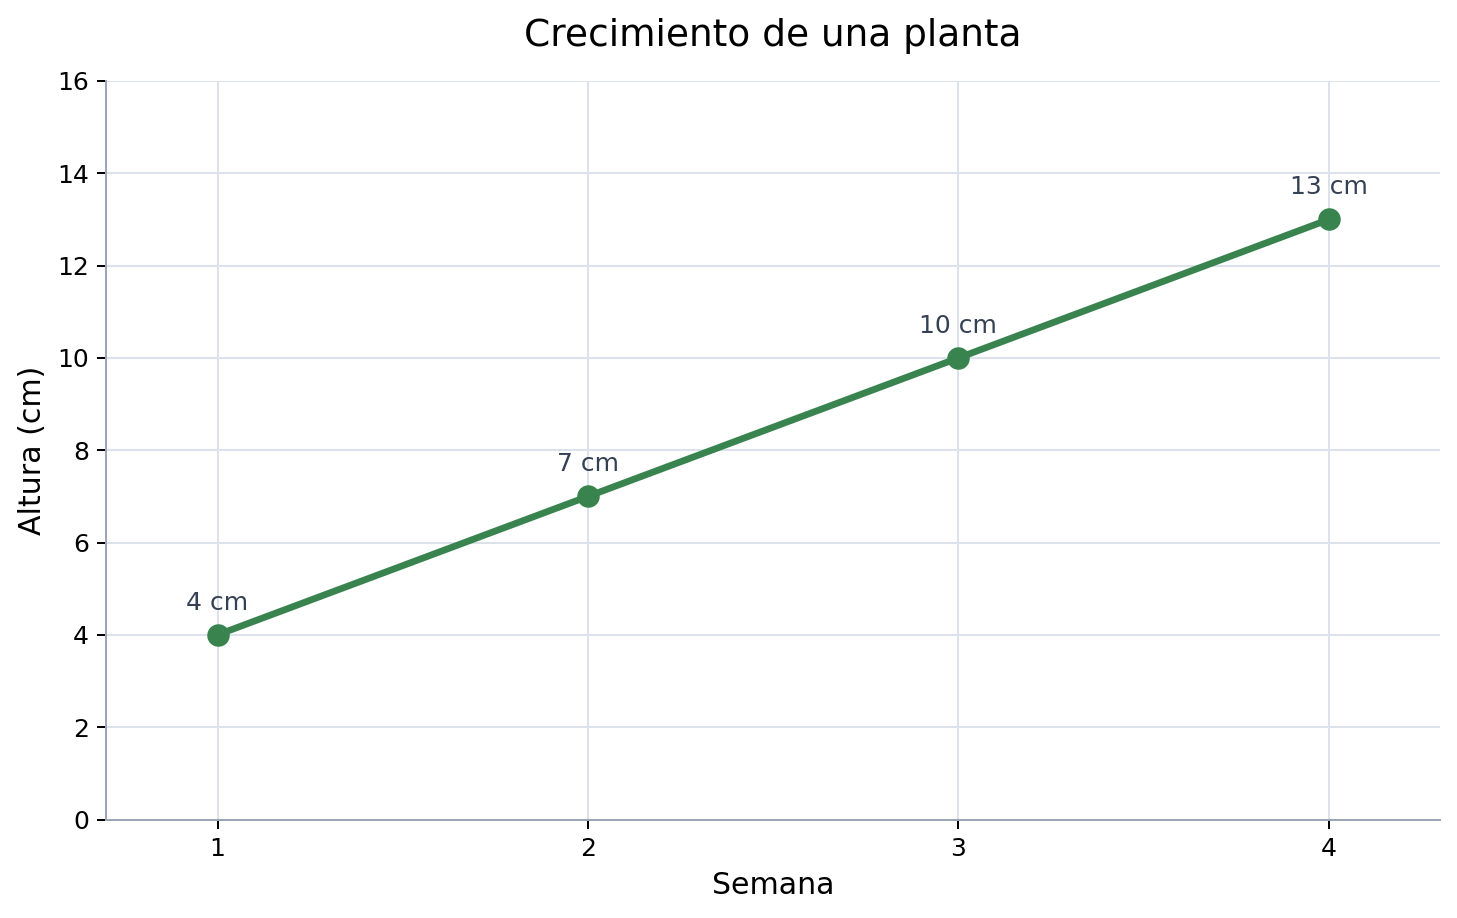 Crecimiento de una planta
16
14
13 cm
12
10 cm
10
8
7 cm
6
4 cm
4
2
0
Altura (cm)
1 2 3 4
Semana